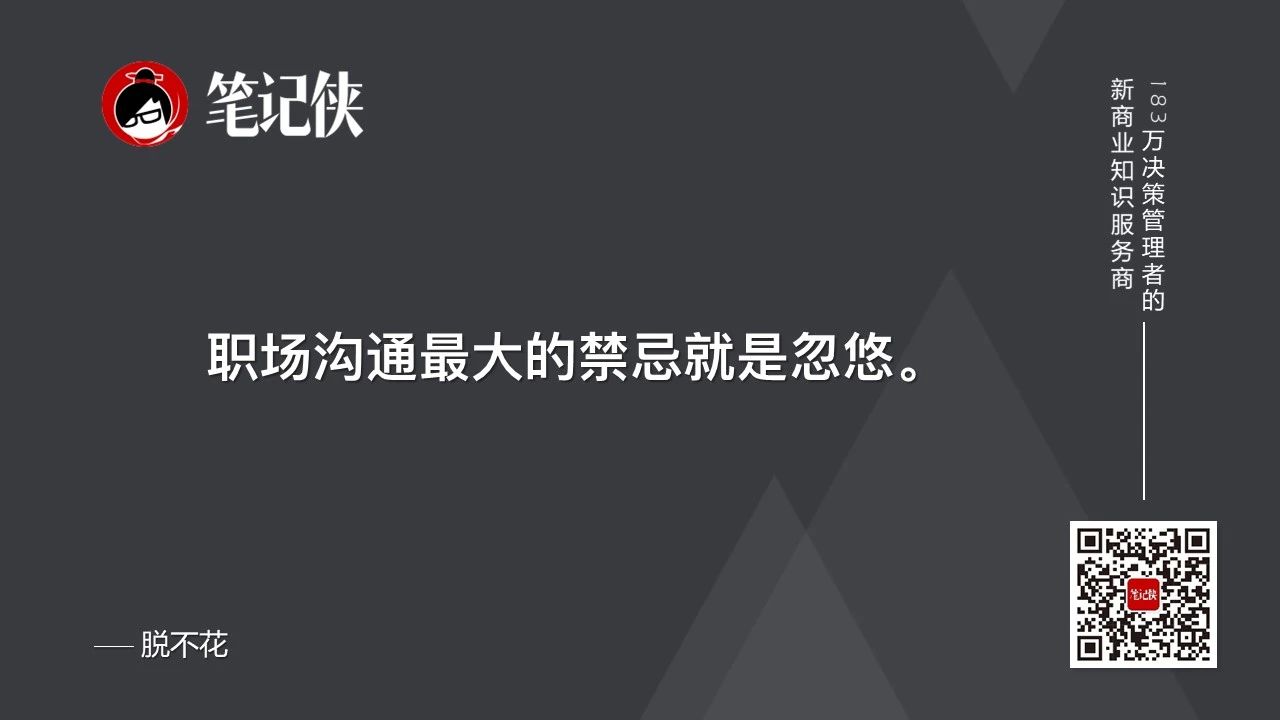 笔记侠
183万决策管理者的
新商业知识服务商
职场沟通最大的禁忌就是忽悠。
—— 脱不花
笔记侠